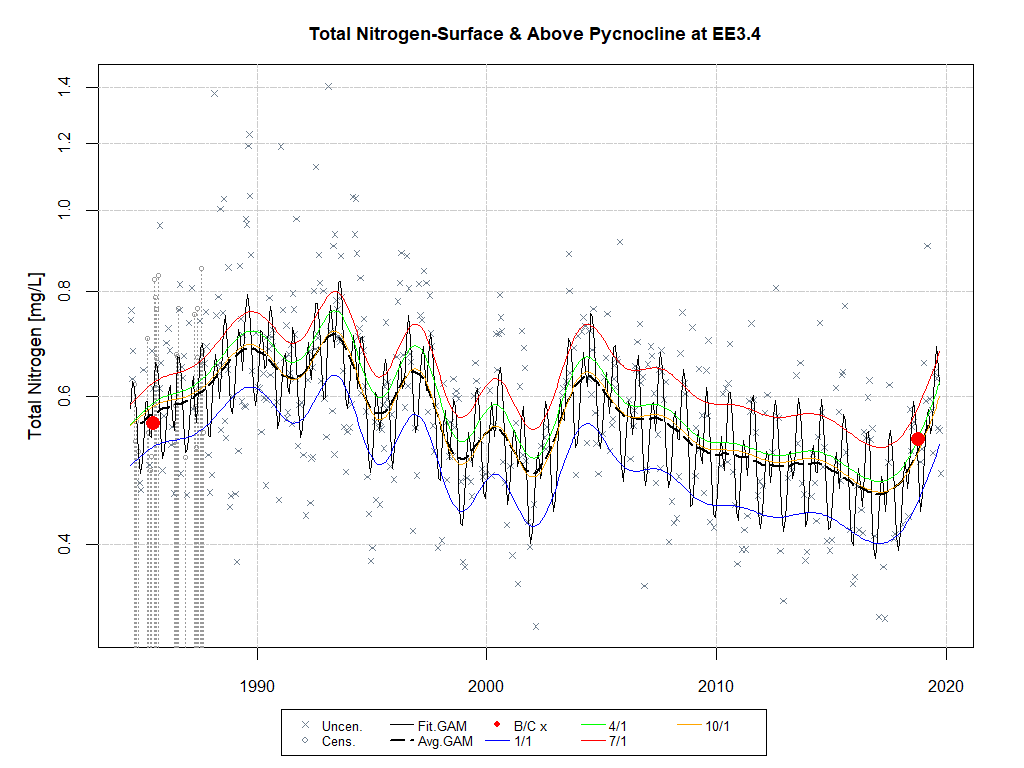 Total Nitrogen-Surface & Above Pycnocline at EE3.4
Total Nitrogen [mg/L]
1.4
1.2
1.0
0.8
0.6
0.4
1990 2000 2010 2020
Uncen. Fit.GAM B/C x 4/1 10/1
Cens. Avg.GAM 1/1 7/1